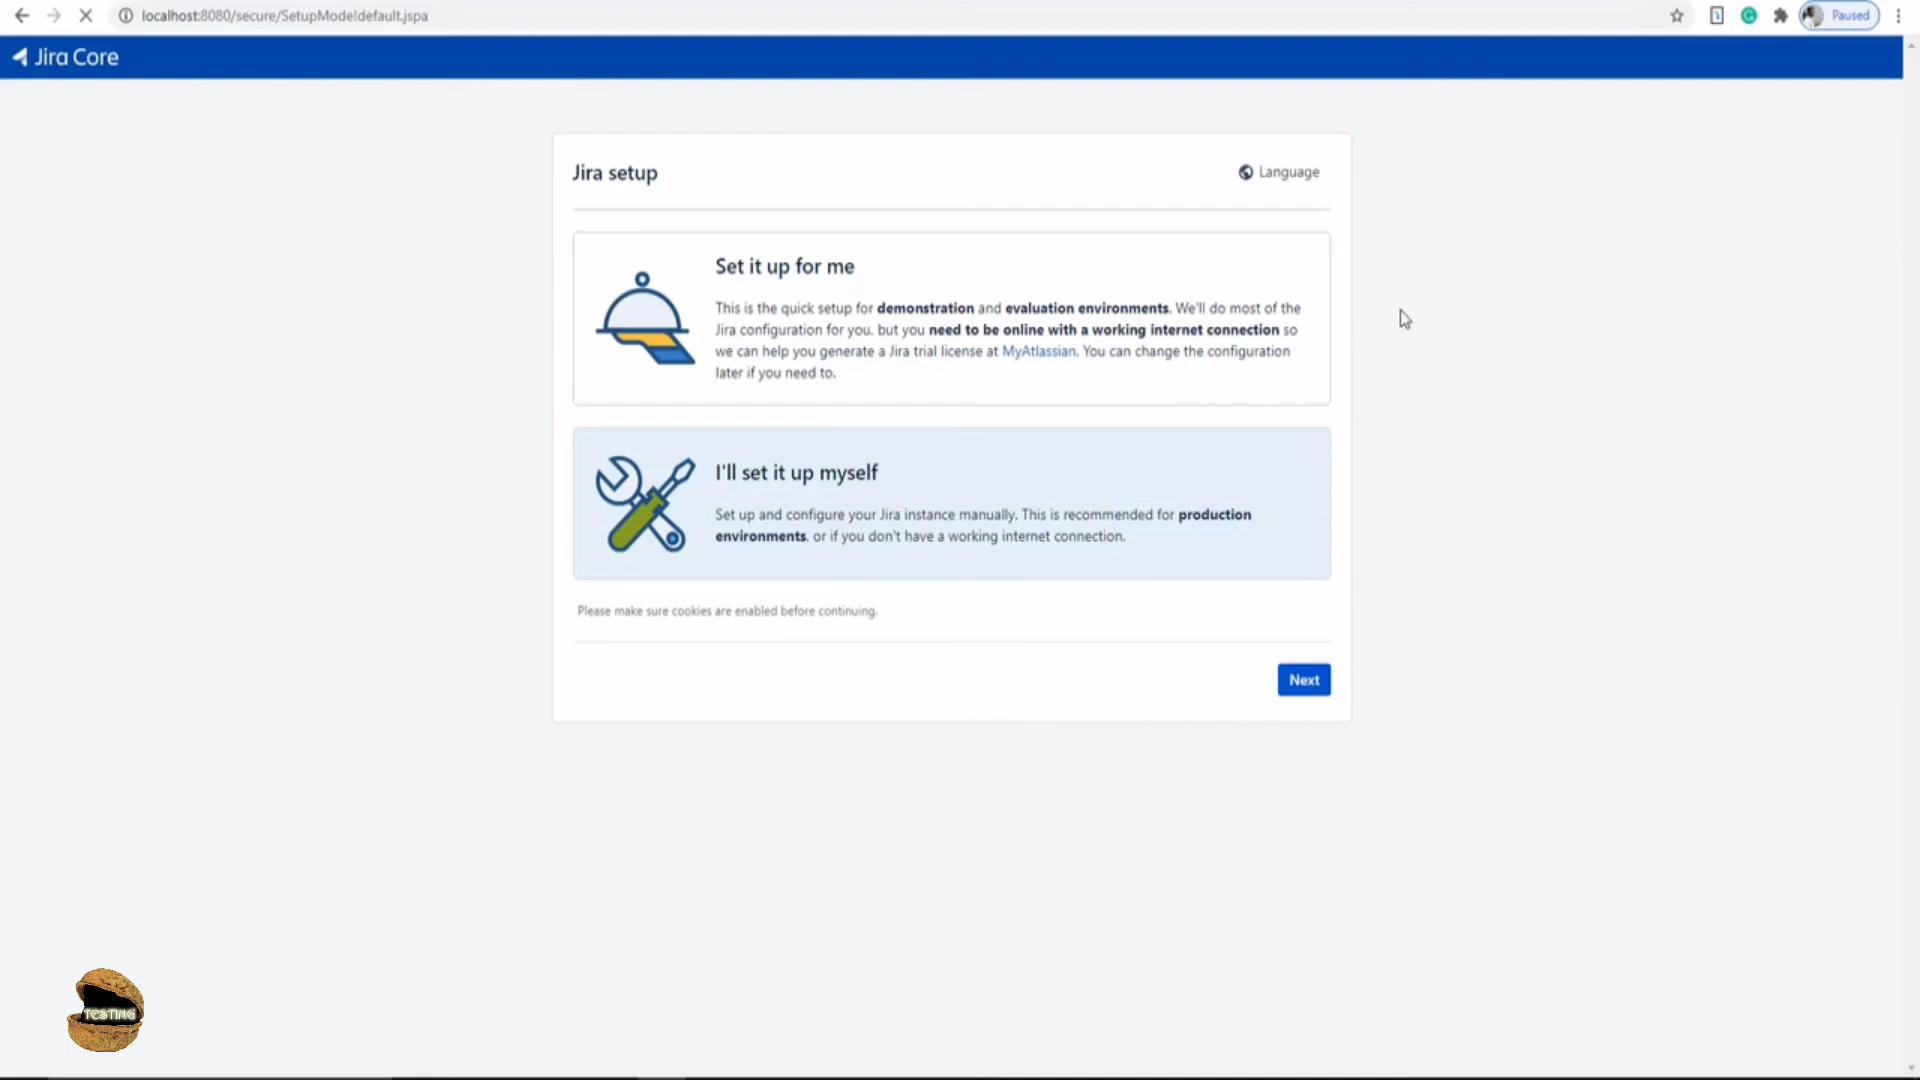 localhost:8080/secure/SetupMode!default.jspa
Paused
Jira Core
Jira setup
Language
Set it up for me
This is the quick setup for demonstration and evaluation environments. We'll do most of the
Jira configuration for you, but you need to be online with a working internet connection so
we can help you generate a Jira trial license at MyAtlassian. You can change the configuration
later if you need to.
I'll set it up myself
Set up and configure your Jira instance manually. This is recommended for production
environments, or if you don't have a working internet connection.
Please make sure cookies are enabled before continuing.
Next
TESTING